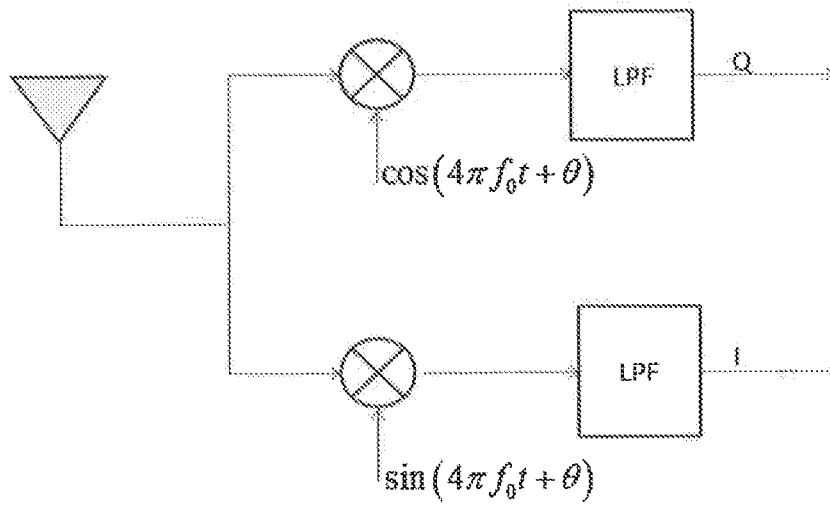 LPF
Q
cos(4πf₀t + θ)
LPF
I
sin(4πf₀t + θ)